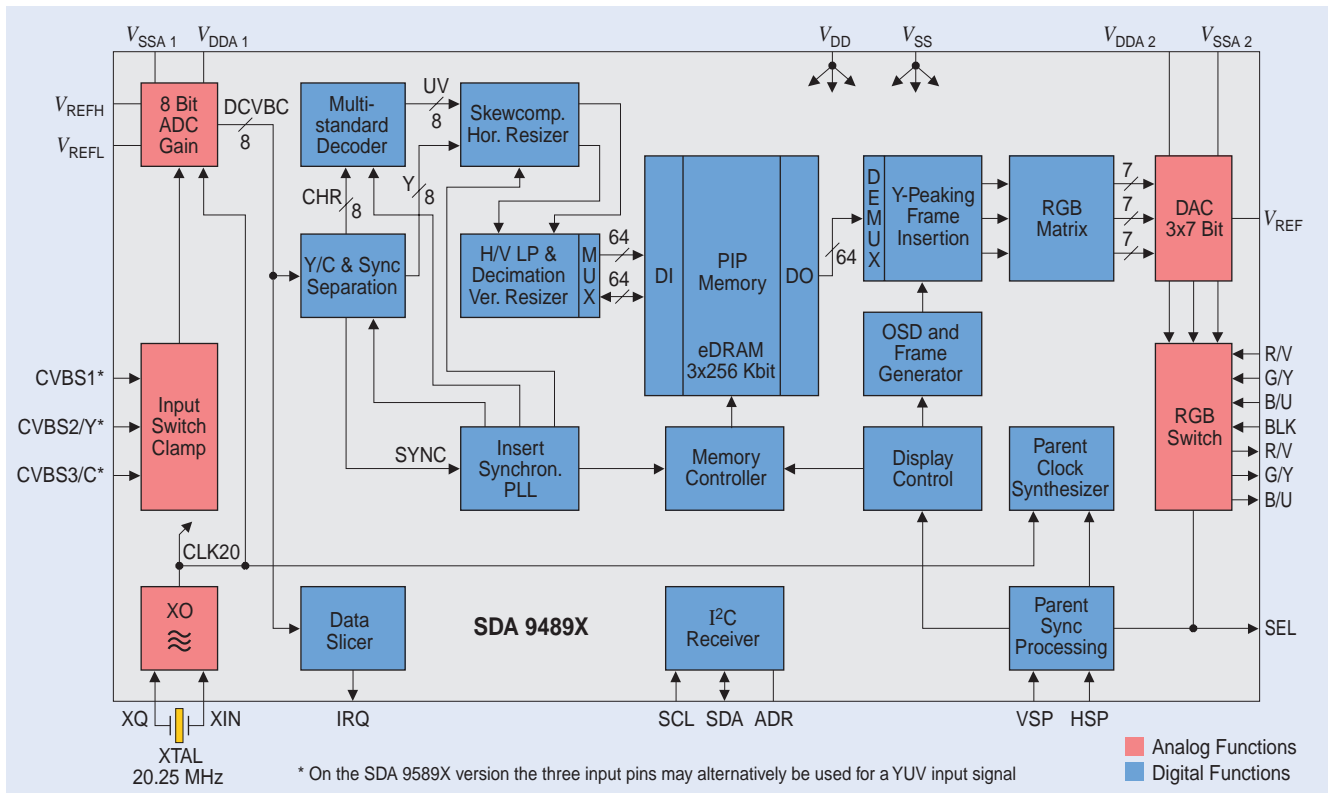 VSSA 1 VDDA 1
VDD VSS
VDDA 2 VSSA 2
VREFH
VREFL
8 Bit
ADC
Gain
DCVBC
8
Multi-
standard
Decoder
UV
8
Skewcomp.
Hor. Resizer
CHR
8
Y
8
Y/C & Sync
Separation
H/V LP &
Decimation
Ver. Resizer
MUX
64
64
DI
PIP
Memory
eDRAM
3x256 Kbit
DO
64
DEMUX
Y-Peaking
Frame
Insertion
RGB
Matrix
7
7
7
DAC
3x7 Bit
VREF
OSD and
Frame
Generator
CVBS1*
CVBS2/Y*
CVBS3/C*
Input
Switch
Clamp
SYNC
Insert
Synchron.
PLL
Memory
Controller
Display
Control
Parent
Clock
Synthesizer
RGB
Switch
R/V
G/Y
B/U
BLK
R/V
G/Y
B/U
CLK20
XO
Data
Slicer
SDA 9489X
I²C
Receiver
Parent
Sync
Processing
SEL
XQ XIN
IRQ
SCL SDA ADR
VSP HSP
XTAL
20.25 MHz
* On the SDA 9589X version the three input pins may alternatively be used for a YUV input signal
Analog Functions
Digital Functions